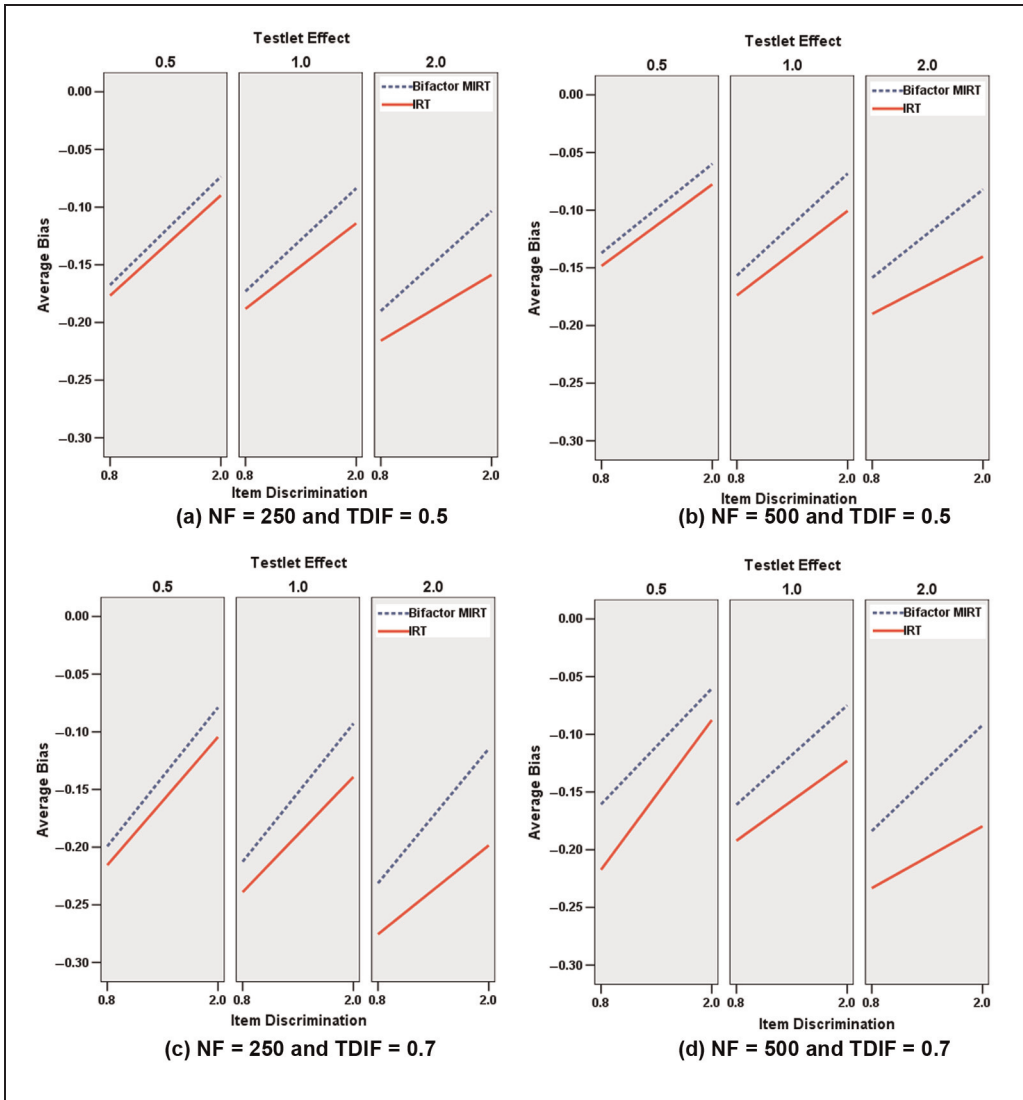 Testlet Effect
0.5 1.0 2.0
Bifactor MIRT
IRT
0.00
−0.05
−0.10
−0.15
−0.20
−0.25
−0.30
Average Bias
0.8 2.0 0.8 2.0 0.8 2.0
Item Discrimination
(a) NF = 250 and TDIF = 0.5
Testlet Effect
0.5 1.0 2.0
Bifactor MIRT
IRT
0.00
−0.05
−0.10
−0.15
−0.20
−0.25
−0.30
Average Bias
0.8 2.0 0.8 2.0 0.8 2.0
Item Discrimination
(b) NF = 500 and TDIF = 0.5
Testlet Effect
0.5 1.0 2.0
Bifactor MIRT
IRT
0.00
−0.05
−0.10
−0.15
−0.20
−0.25
−0.30
Average Bias
0.8 2.0 0.8 2.0 0.8 2.0
Item Discrimination
(c) NF = 250 and TDIF = 0.7
Testlet Effect
0.5 1.0 2.0
Bifactor MIRT
IRT
0.00
−0.05
−0.10
−0.15
−0.20
−0.25
−0.30
Average Bias
0.8 2.0 0.8 2.0 0.8 2.0
Item Discrimination
(d) NF = 500 and TDIF = 0.7